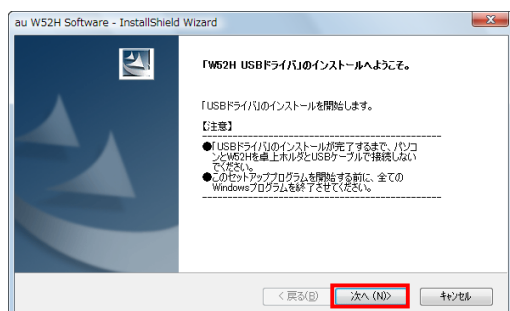 au W52H Software - InstallShield Wizard
「W52H USBドライバ」のインストールへようこそ。
「USBドライバ」のインストールを開始します。
【注意】
--------------------------------------------------
●「USBドライバ」のインストールが完了するまで、パソコ
ンとW52Hを卓上ホルダとUSBケーブルで接続しない
でください。
●このセットアッププログラムを開始する前に、全ての
Windowsプログラムを終了させてください。
--------------------------------------------------
< 戻る(B)
次へ (N)>
キャンセル